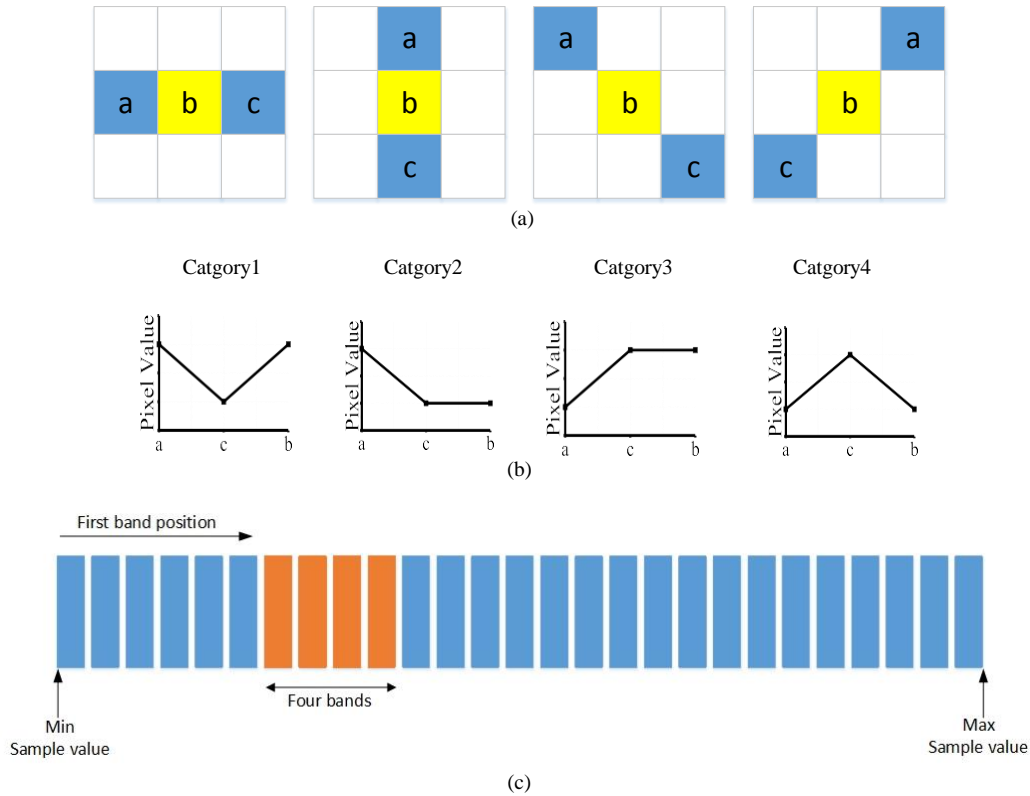 a b c
a
b
c
a
b
c
a
b
c
(a)
Catgory1 Catgory2 Catgory3 Catgory4
Pixel Value
a c b
Pixel Value
a c b
Pixel Value
a c b
Pixel Value
a c b
(b)
First band position
Four bands
Min
Sample value
Max
Sample value
(c)